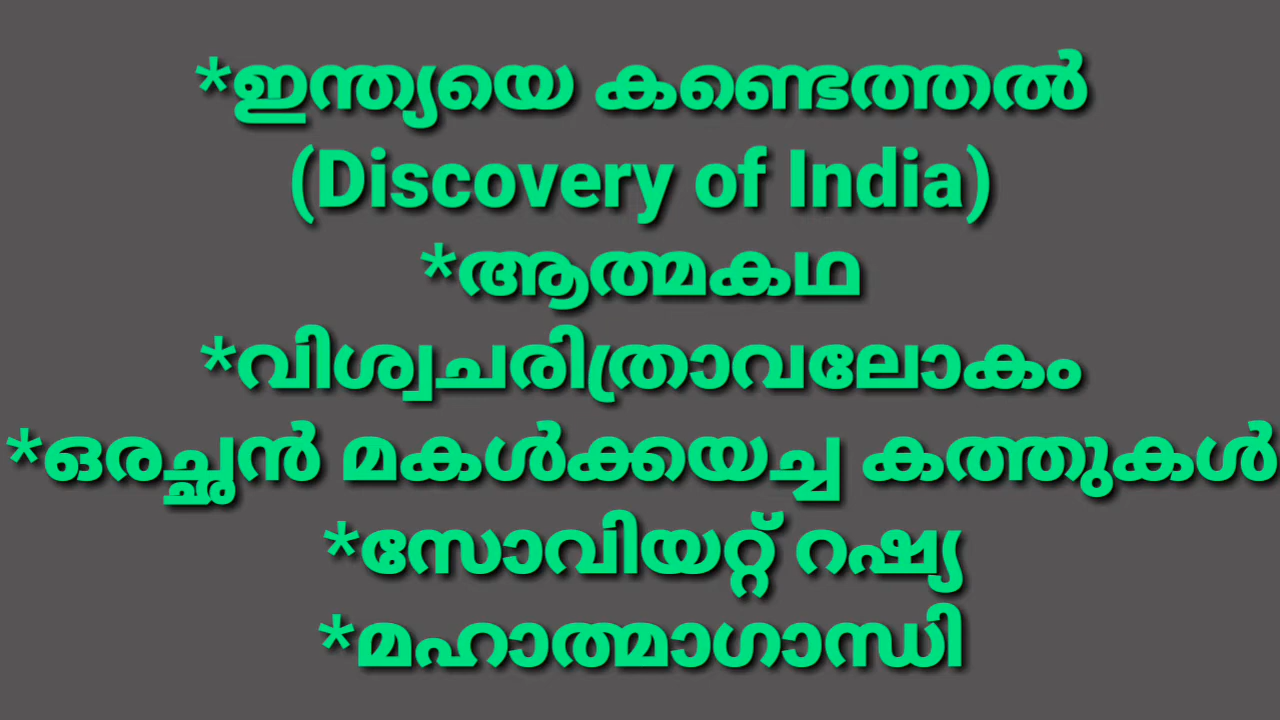 *ഇന്ത്യയെ കണ്ടെത്തൽ
(Discovery of India)
*ആത്മകഥ
*വിശ്വചരിത്രാവലോകം
*ഒരച്ഛൻ മകൾക്കയച്ച കത്തുകൾ
*സോവിയറ്റ് റഷ്യ
*മഹാത്മാഗാന്ധി